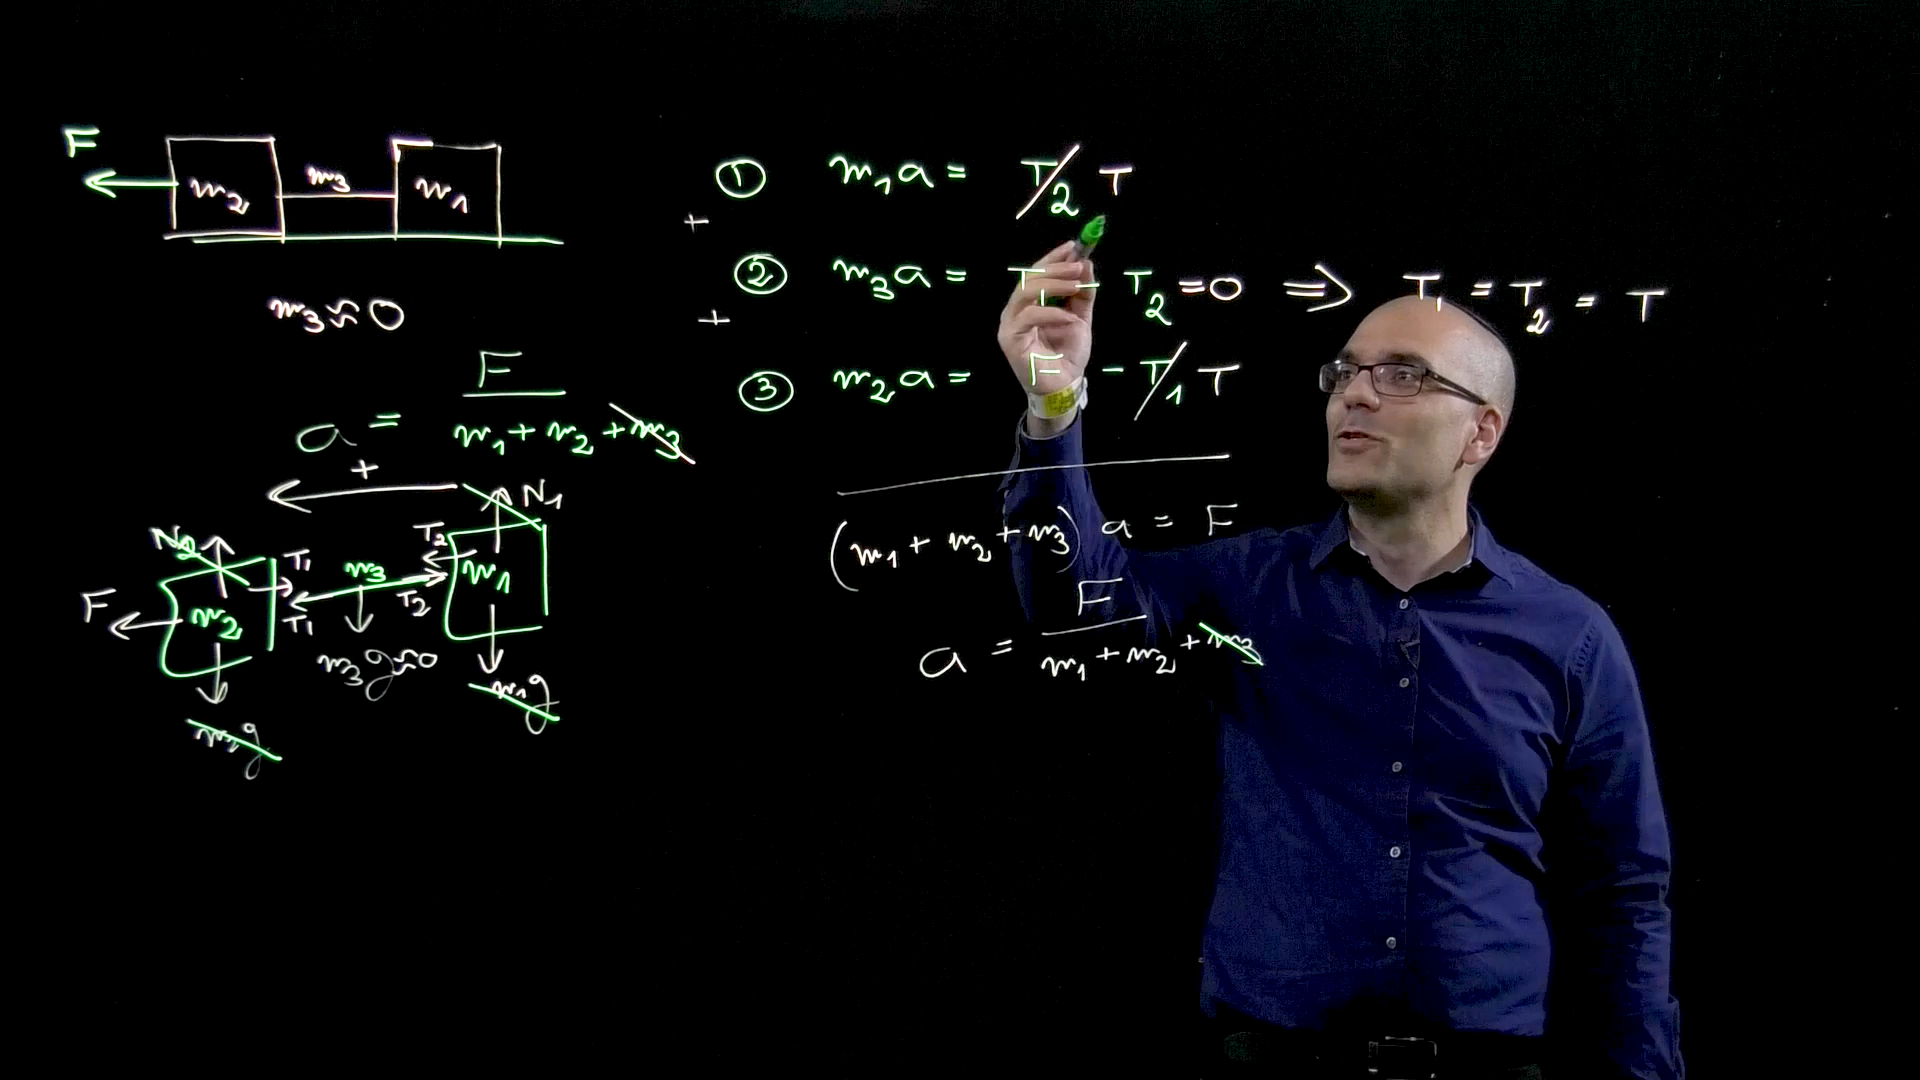 F
m₂ m₃ m₁
m₃ ≈ 0
a = F / (m₁ + m₂ + m₃)
+
N₂ T₁ m₃ T₂ N₁
F m₂ T₁ T₂ m₁
m₂g m₃g ≈ 0 m₁g
① m₁a = T₂ T
+
② m₃a = T₁ - T₂ = 0 ⇒ T₁ = T₂ = T
+
③ m₂a = F - T₁ T
(m₁ + m₂ + m₃) a = F
a = F / (m₁ + m₂ + m₃)